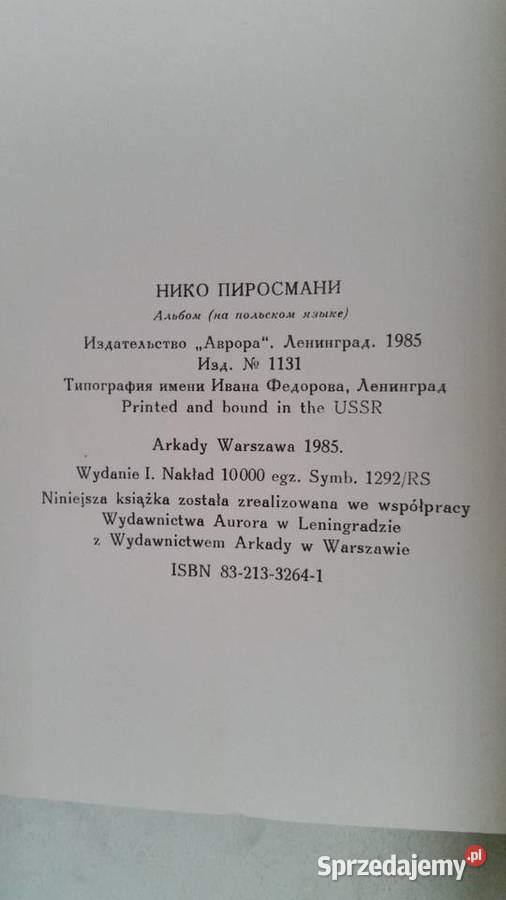 НИКО ПИРОСМАНИ
Альбом (на польском языке)
Издательство „Аврора". Ленинград. 1985
Изд. № 1131
Типография имени Ивана Федорова, Ленинград
Printed and bound in the USSR
Arkady Warszawa 1985.
Wydanie I. Nakład 10 000 egz. Symb. 1292/RS
Niniejsza książka została zrealizowana we współpracy
Wydawnictwa Aurora w Leningradzie
z Wydawnictwem Arkady w Warszawie
ISBN 83-213-3264-1
Sprzedajemy.pl